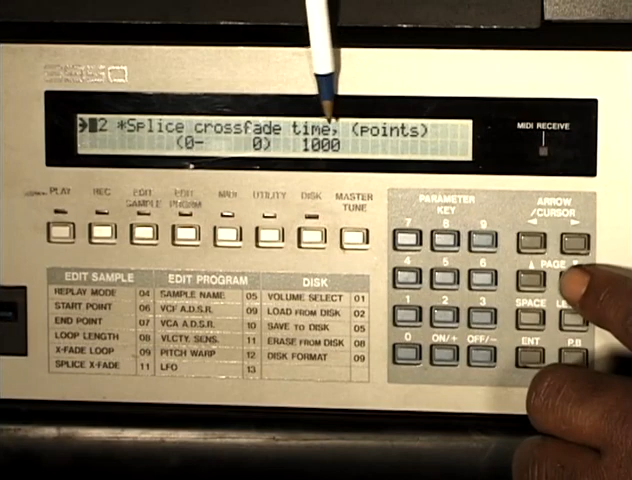 →■2 *Splice crossfade time, (points)
(0- 0) 1000
MIDI RECEIVE
PLAY REC EDIT SAMPLE EDIT PRGRM MIDI UTILITY DISK MASTER TUNE
PARAMETER KEY
ARROW /CURSOR
7 8 9
4 5 6
PAGE
1 2 3
SPACE
0 ON/+ OFF/-
ENT P.B
EDIT SAMPLE EDIT PROGRAM DISK
REPLAY MODE 04 SAMPLE NAME 05 VOLUME SELECT 01
START POINT 06 VCF A.D.S.R. 09 LOAD FROM DISK 02
END POINT 07 VCA A.D.S.R. 10 SAVE TO DISK 05
LOOP LENGTH 08 VLCTY. SENS. 11 ERASE FROM DISK 08
X-FADE LOOP 09 PITCH WARP 12 DISK FORMAT 09
SPLICE X-FADE 11 LFO 13